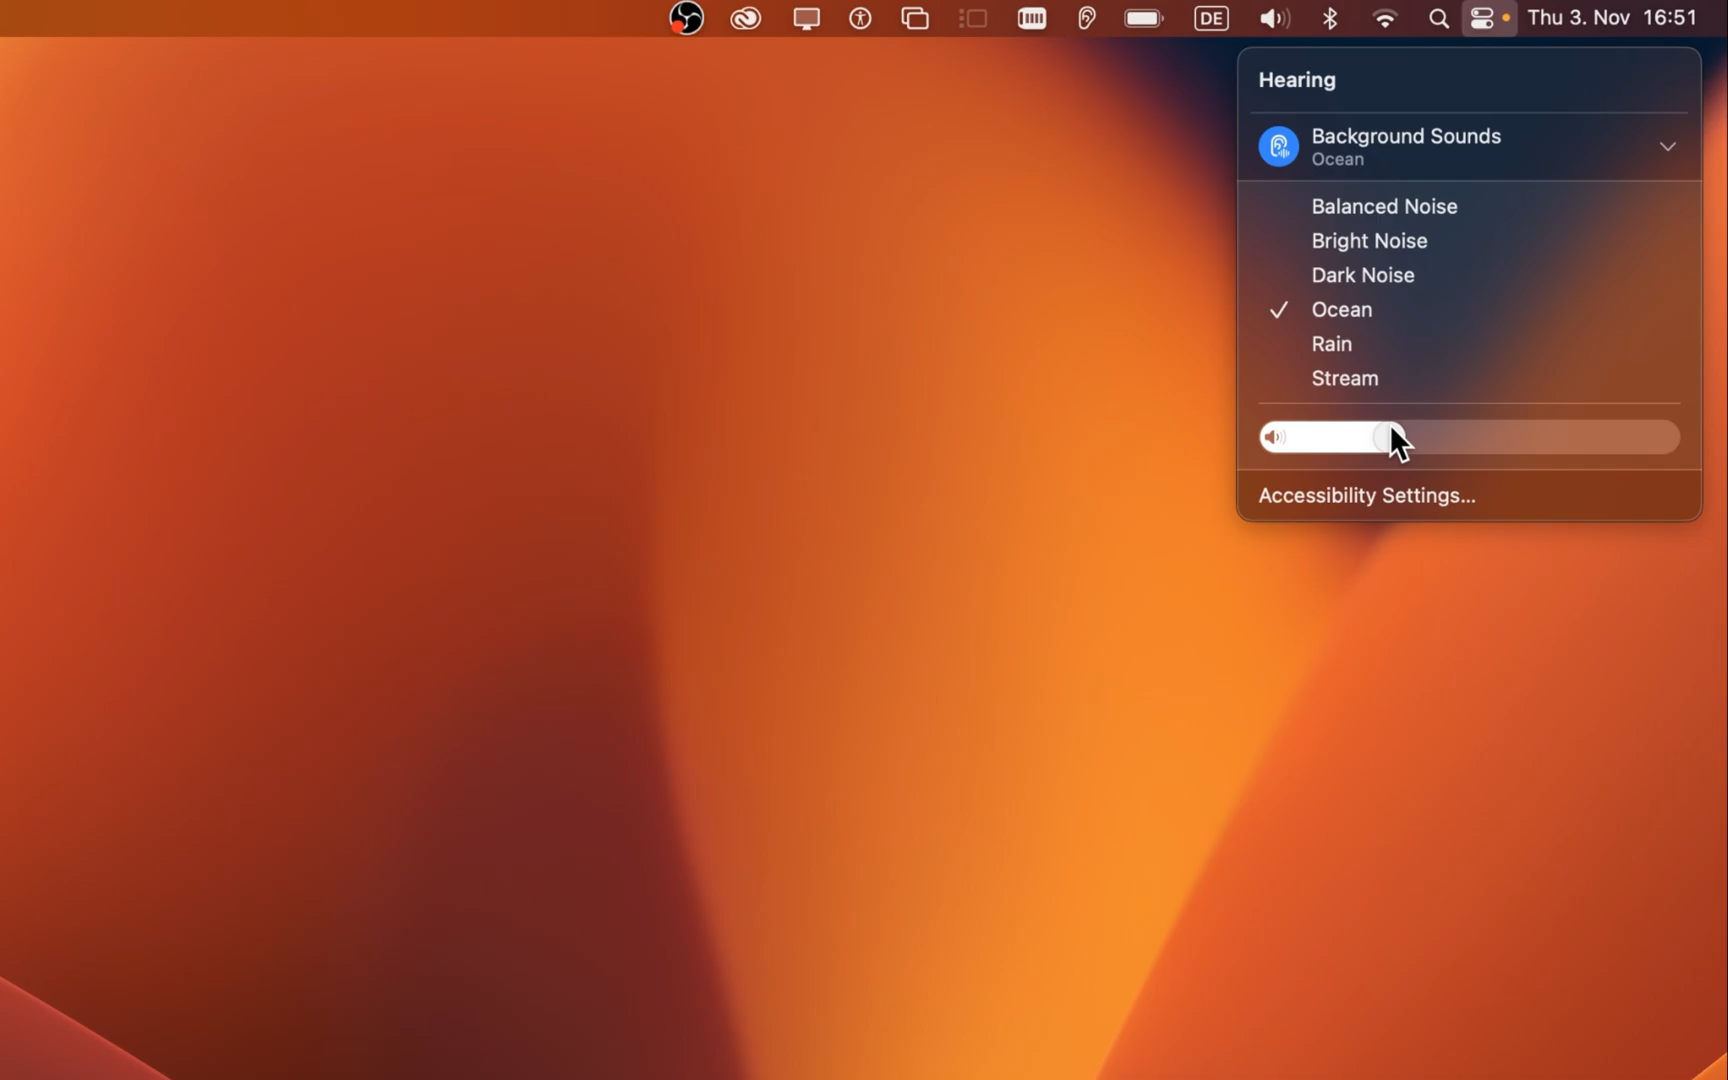 DE Thu 3. Nov 16:51
Hearing
Background Sounds
Ocean
Balanced Noise
Bright Noise
Dark Noise
Ocean
Rain
Stream
Accessibility Settings...